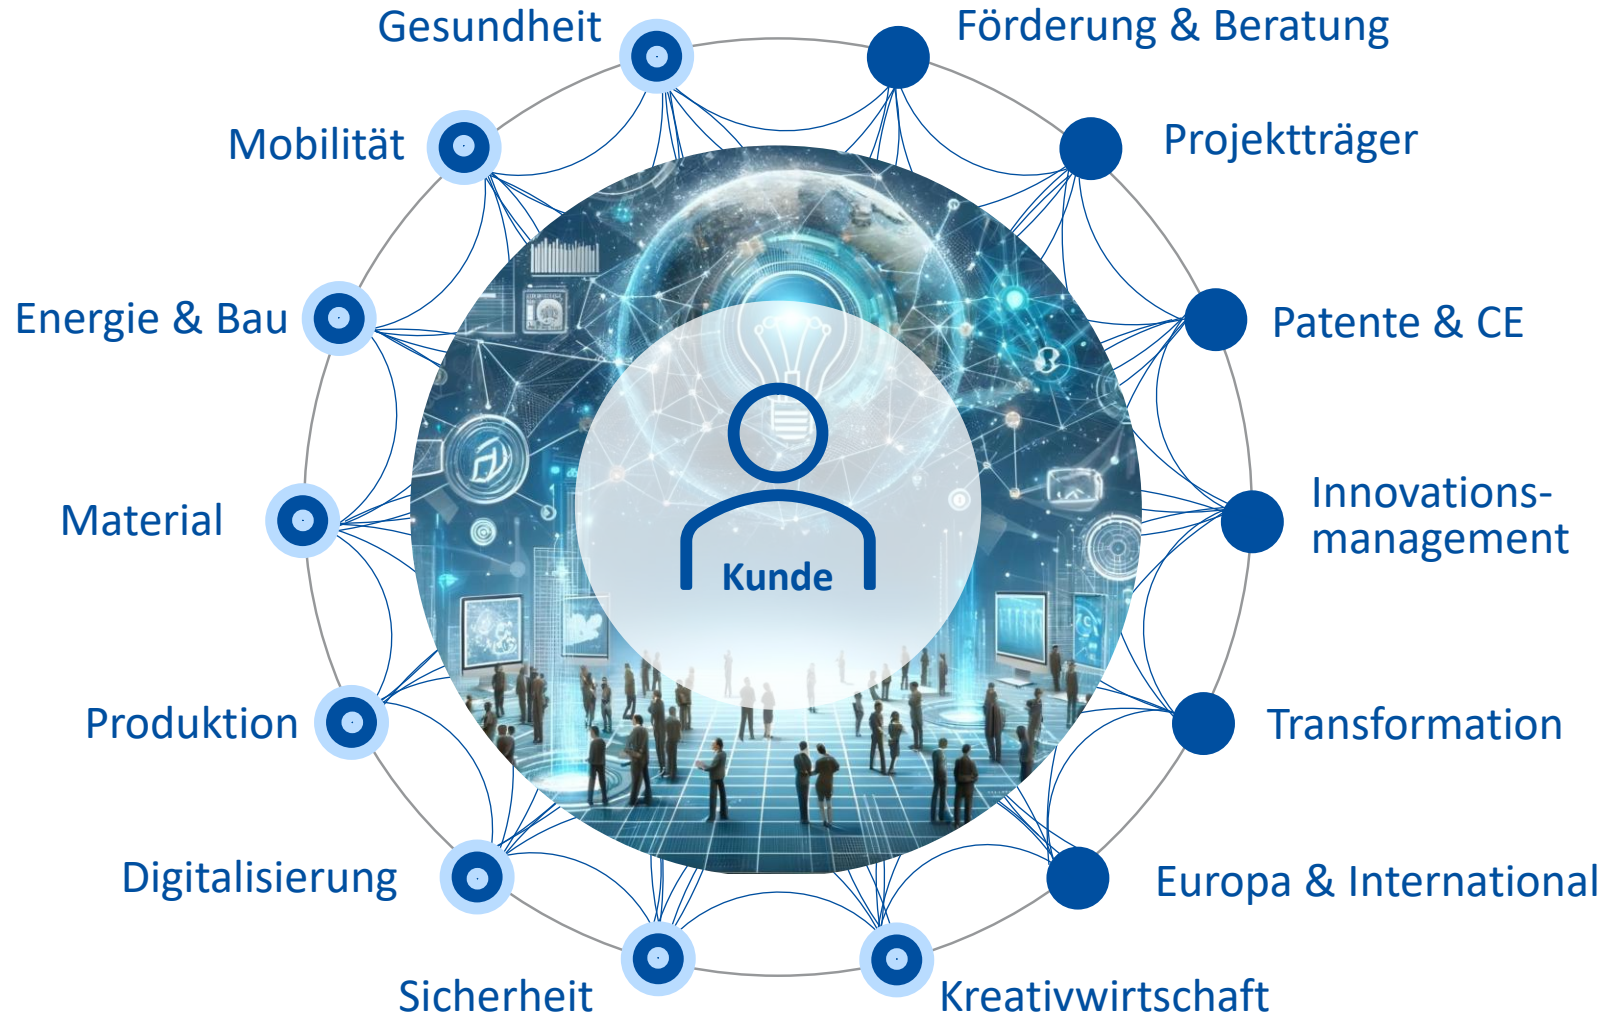 Gesundheit
Förderung & Beratung
Mobilität
Projektträger
Energie & Bau
Patente & CE
Material
Innovations-
management
Kunde
Produktion
Transformation
Digitalisierung
Europa & International
Sicherheit
Kreativwirtschaft